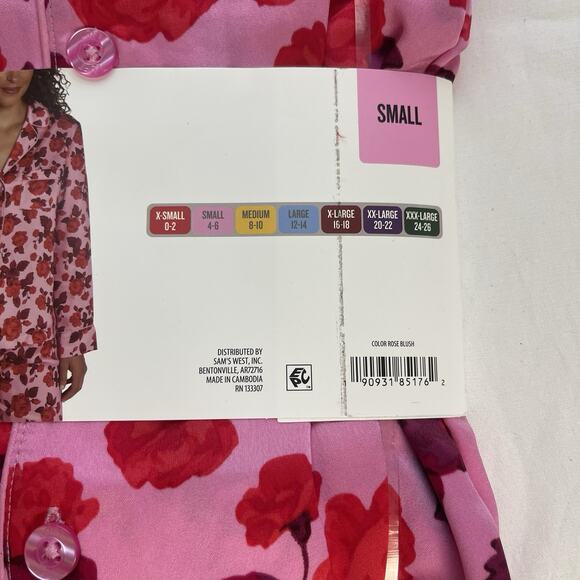 SMALL
X-SMALL SMALL MEDIUM LARGE X-LARGE XX-LARGE XXX-LARGE
0-2 4-6 8-10 12-14 16-18 20-22 24-26
DISTRIBUTED BY
SAM'S WEST, INC.
BENTONVILLE, AR72716
MADE IN CAMBODIA
RN 133307
EPC
COLOR ROSE BLUSH
1 90931 85176 2